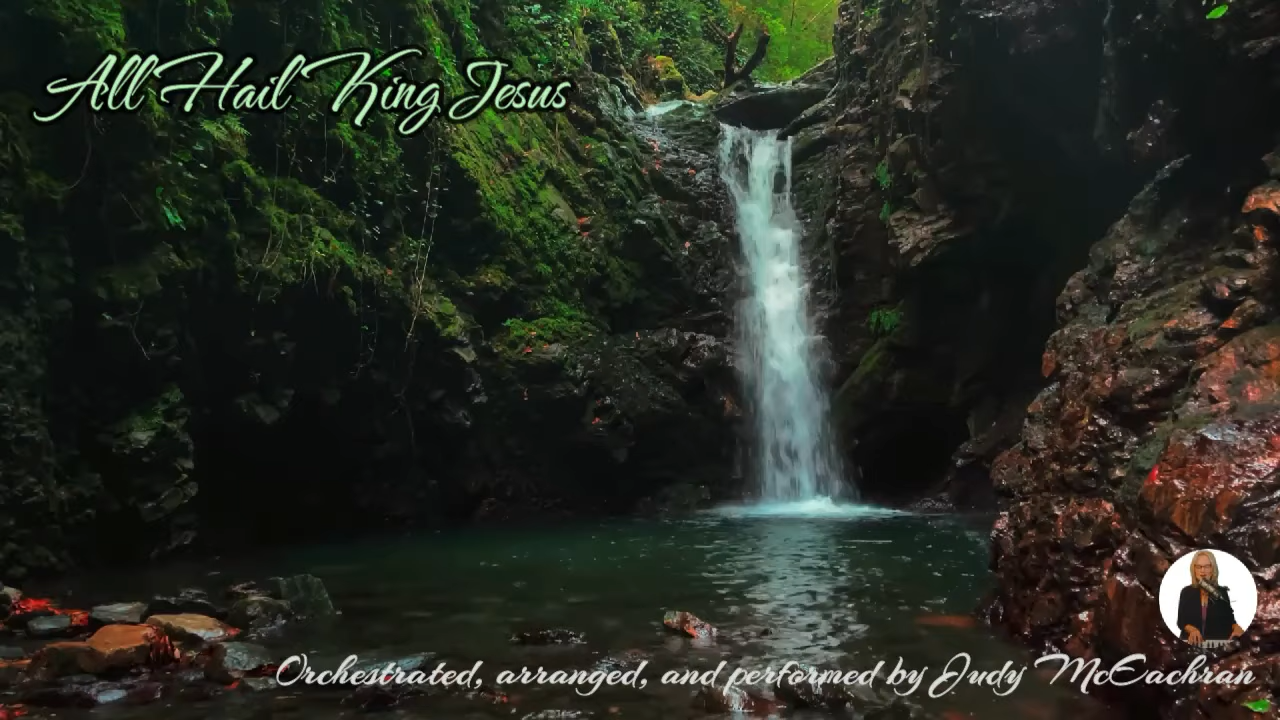 All Hail King Jesus
Orchestrated, arranged, and performed by Judy McEachran